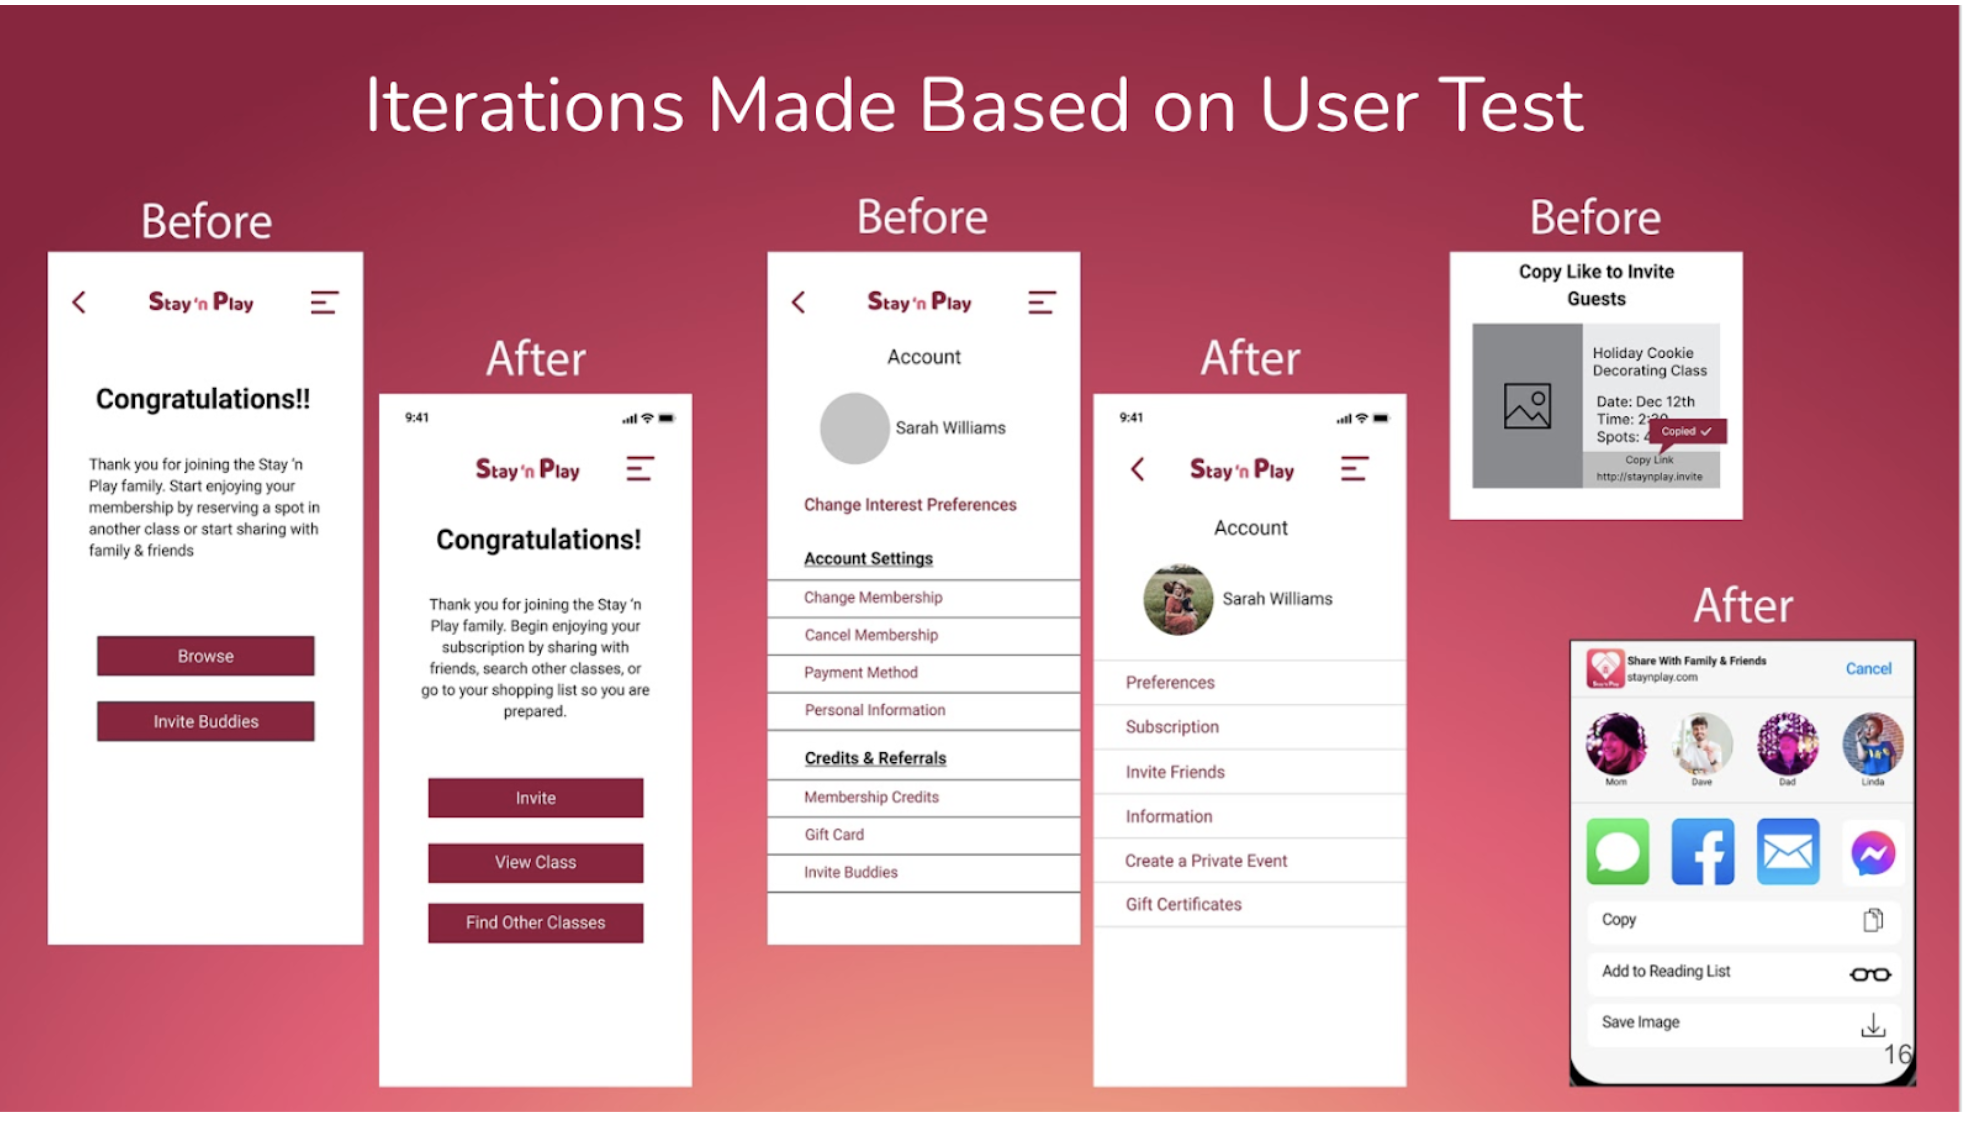 Iterations Made Based on User Test
Before
Stay 'n Play
Congratulations!!
Thank you for joining the Stay 'n
Play family. Start enjoying your
membership by reserving a spot in
another class or start sharing with
family & friends
Browse
Invite Buddies
After
9:41
Stay 'n Play
Congratulations!
Thank you for joining the Stay 'n
Play family. Begin enjoying your
subscription by sharing with
friends, search other classes, or
go to your shopping list so you are
prepared.
Invite
View Class
Find Other Classes
Before
Stay 'n Play
Account
Sarah Williams
Change Interest Preferences
Account Settings
Change Membership
Cancel Membership
Payment Method
Personal Information
Credits & Referrals
Membership Credits
Gift Card
Invite Buddies
After
9:41
Stay 'n Play
Account
Sarah Williams
Preferences
Subscription
Invite Friends
Information
Create a Private Event
Gift Certificates
Before
Copy Like to Invite
Guests
Holiday Cookie
Decorating Class
Date: Dec 12th
Time:
Spots:
Copied
Copy Link
http://staynplay.invite
After
Share With Family & Friends
staynplay.com
Cancel
Stay 'n Play
Mom
Dave
Dad
Linda
Copy
Add to Reading List
Save Image
16